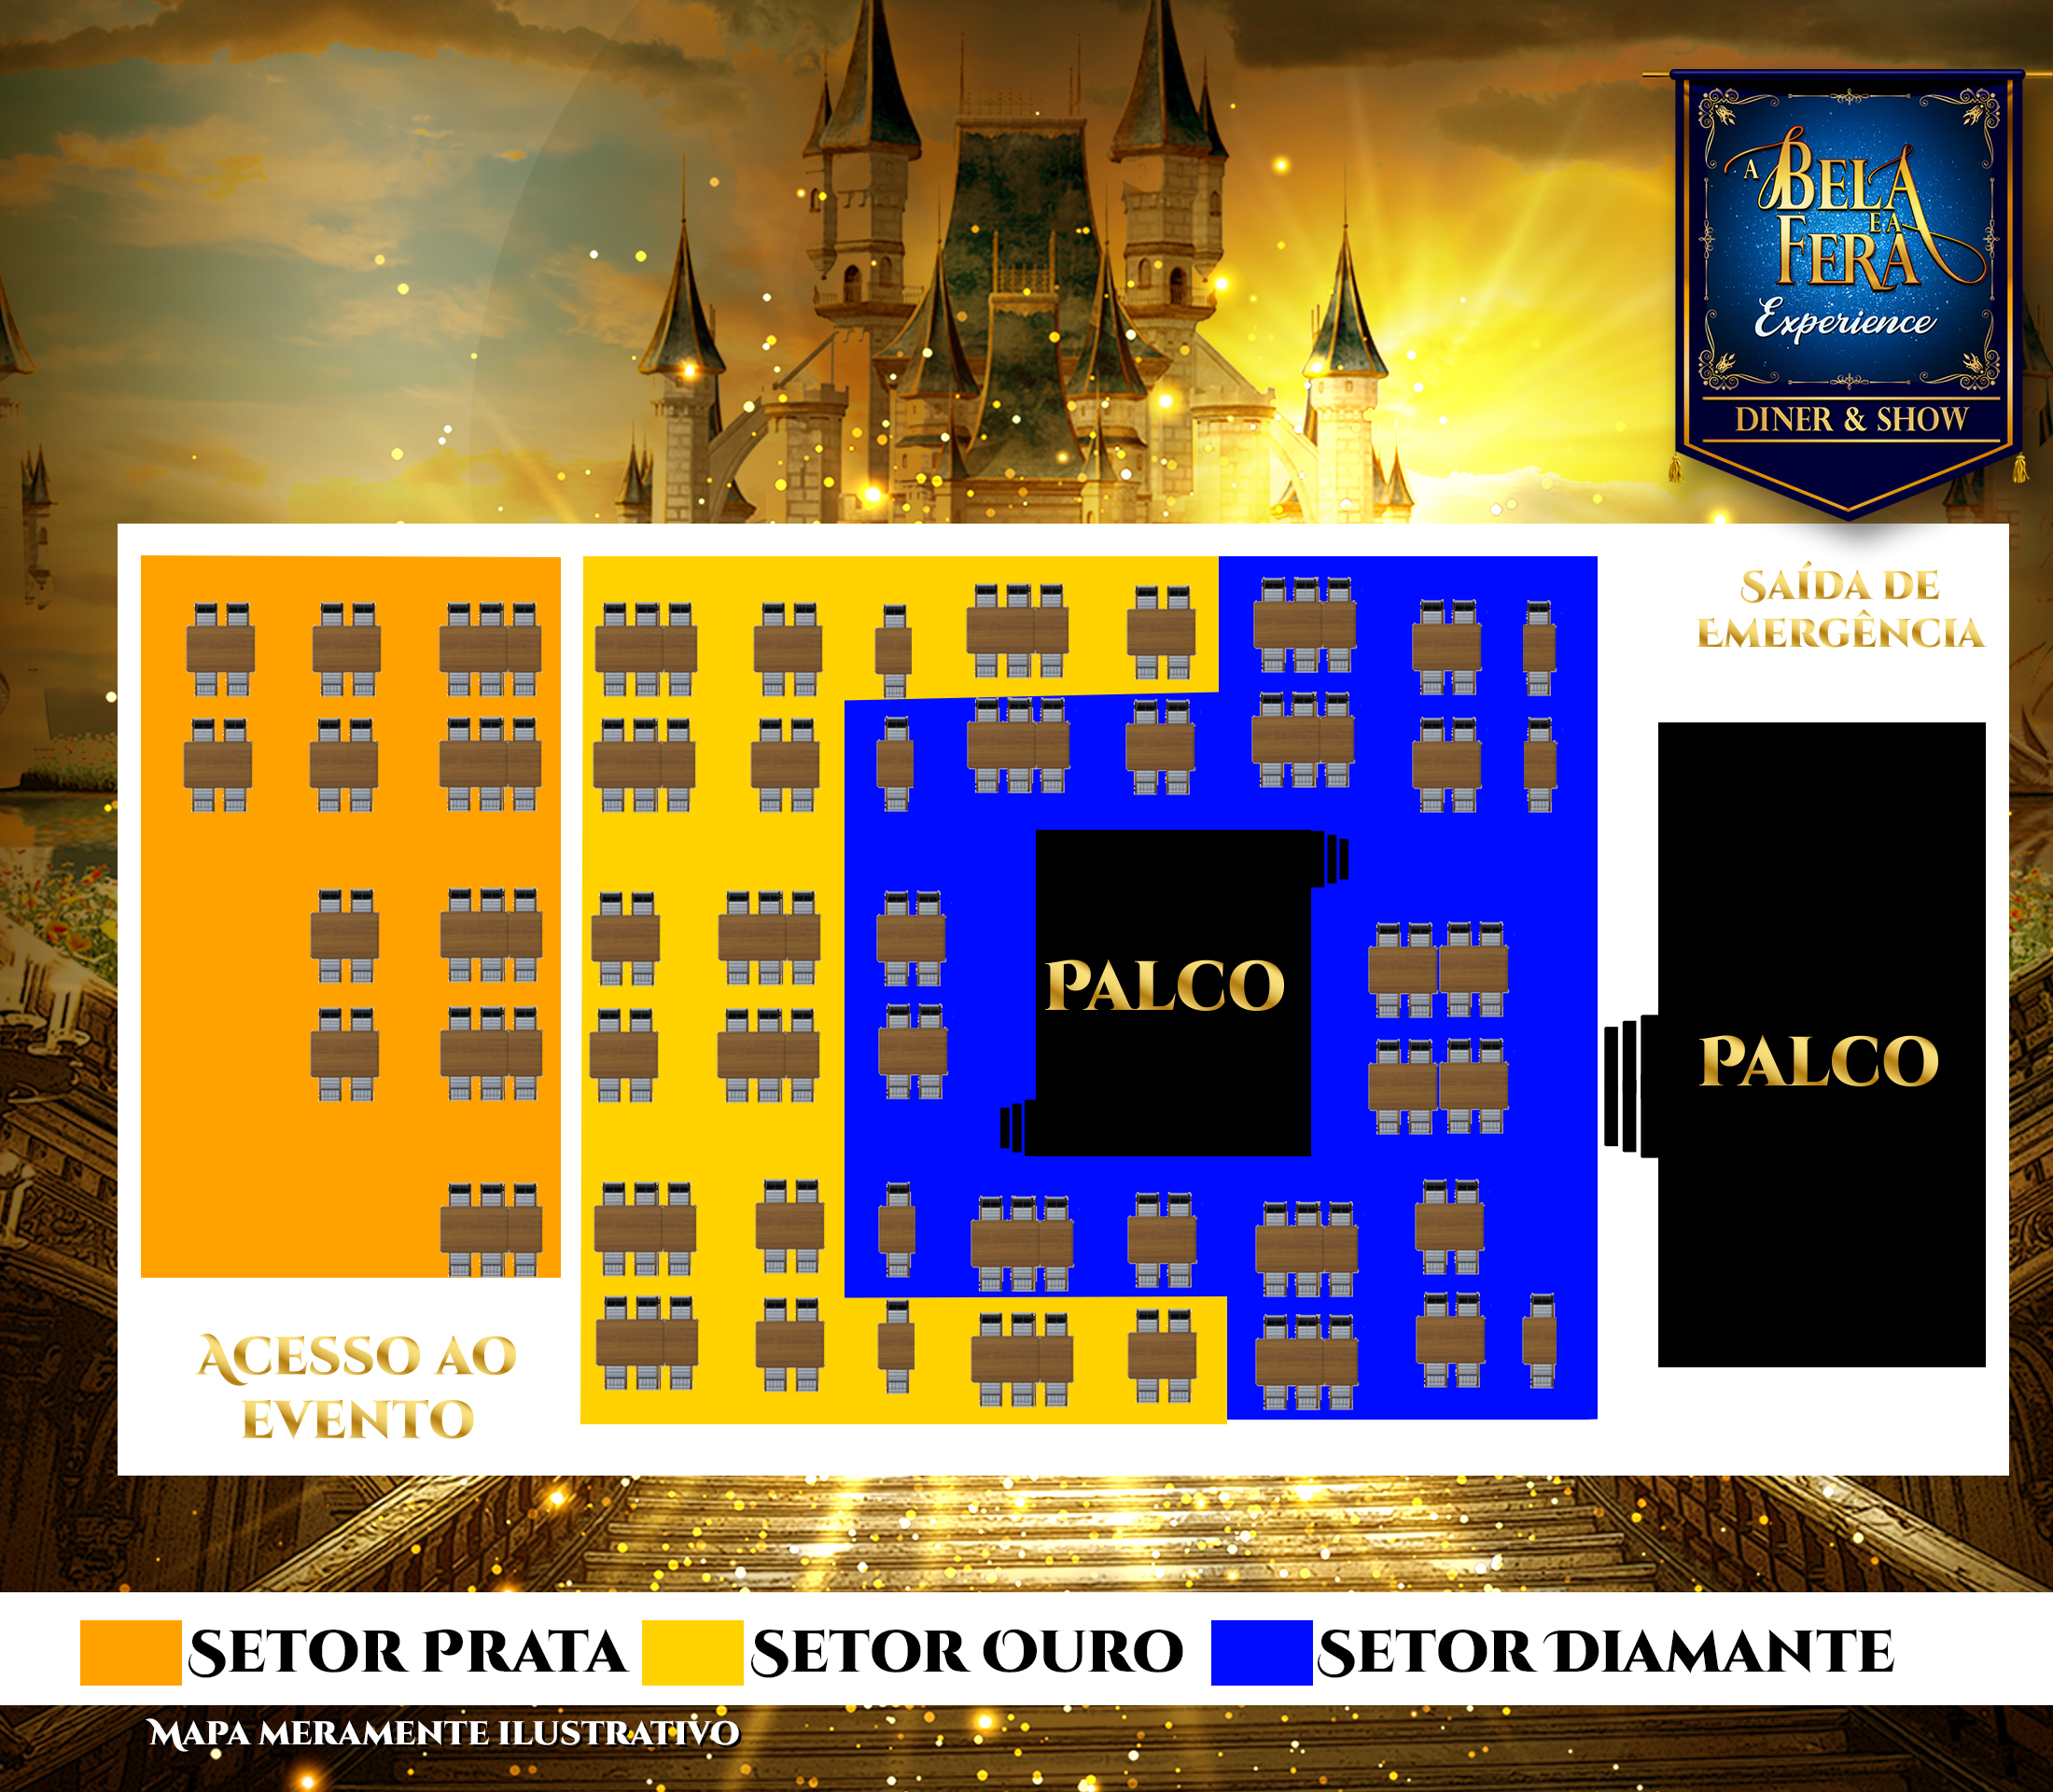 A BELA
E A
FERA
Experience
DINER & SHOW
SAÍDA DE
EMERGÊNCIA
PALCO
PALCO
ACESSO AO
EVENTO
SETOR PRATA SETOR OURO SETOR DIAMANTE
MAPA MERAMENTE ILUSTRATIVO